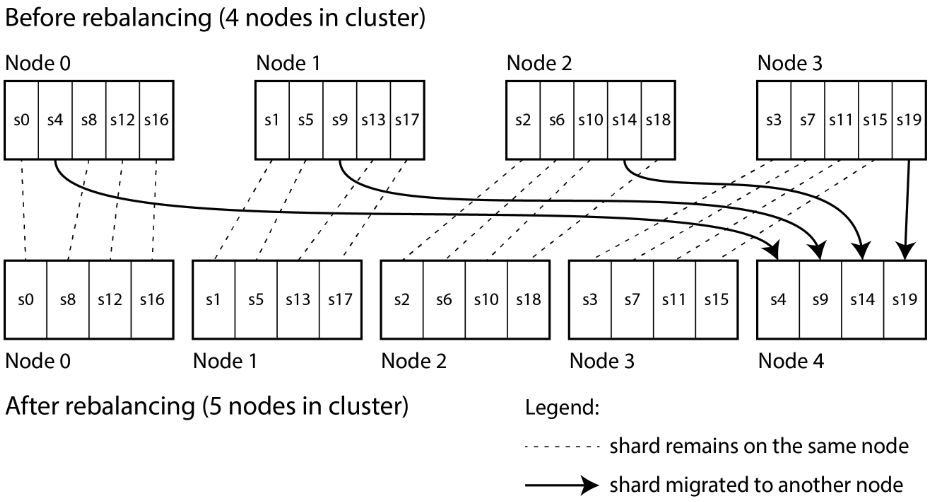 Before rebalancing (4 nodes in cluster)
Node 0 Node 1 Node 2 Node 3
s0 s4 s8 s12 s16 s1 s5 s9 s13 s17 s2 s6 s10 s14 s18 s3 s7 s11 s15 s19
s0 s8 s12 s16 s1 s5 s13 s17 s2 s6 s10 s18 s3 s7 s11 s15 s4 s9 s14 s19
Node 0 Node 1 Node 2 Node 3 Node 4
After rebalancing (5 nodes in cluster)
Legend:
shard remains on the same node
shard migrated to another node